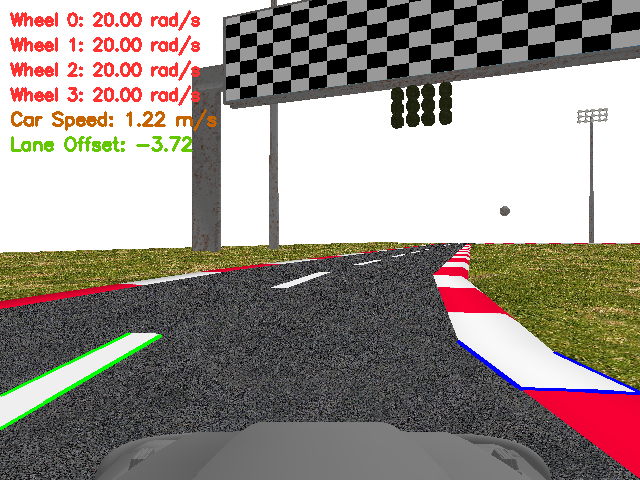 Wheel 0: 20.00 rad/s
Wheel 1: 20.00 rad/s
Wheel 2: 20.00 rad/s
Wheel 3: 20.00 rad/s
Car Speed: 1.22 m/s
Lane Offset: -3.72